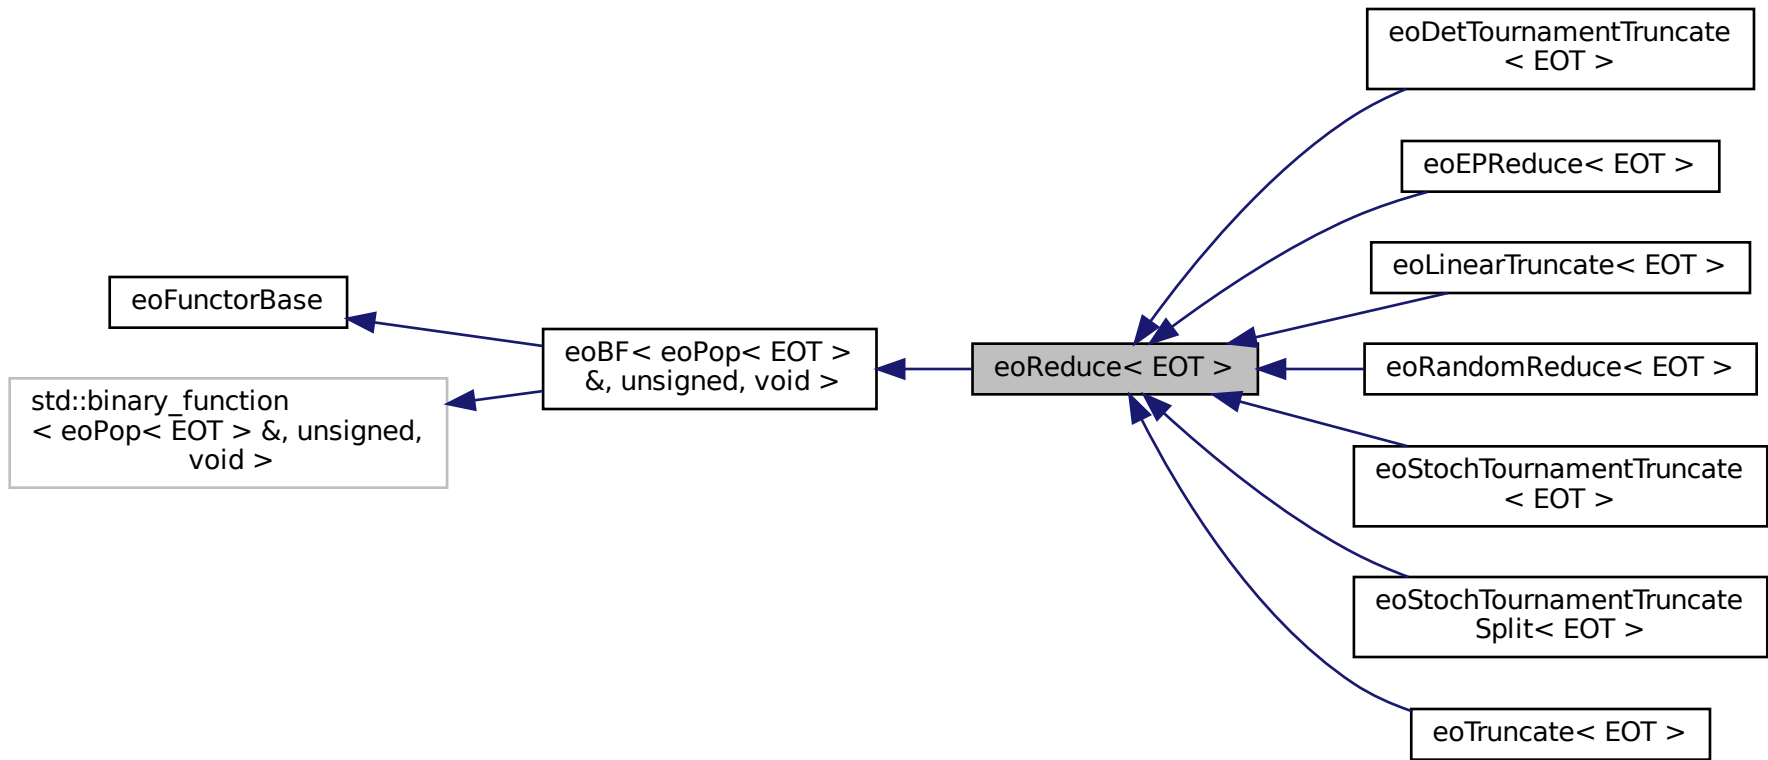 eoFunctorBase
std::binary_function
< eoPop< EOT > &, unsigned,
void >
eoBF< eoPop< EOT >
&, unsigned, void >
eoReduce< EOT >
eoDetTournamentTruncate
< EOT >
eoEPReduce< EOT >
eoLinearTruncate< EOT >
eoRandomReduce< EOT >
eoStochTournamentTruncate
< EOT >
eoStochTournamentTruncate
Split< EOT >
eoTruncate< EOT >